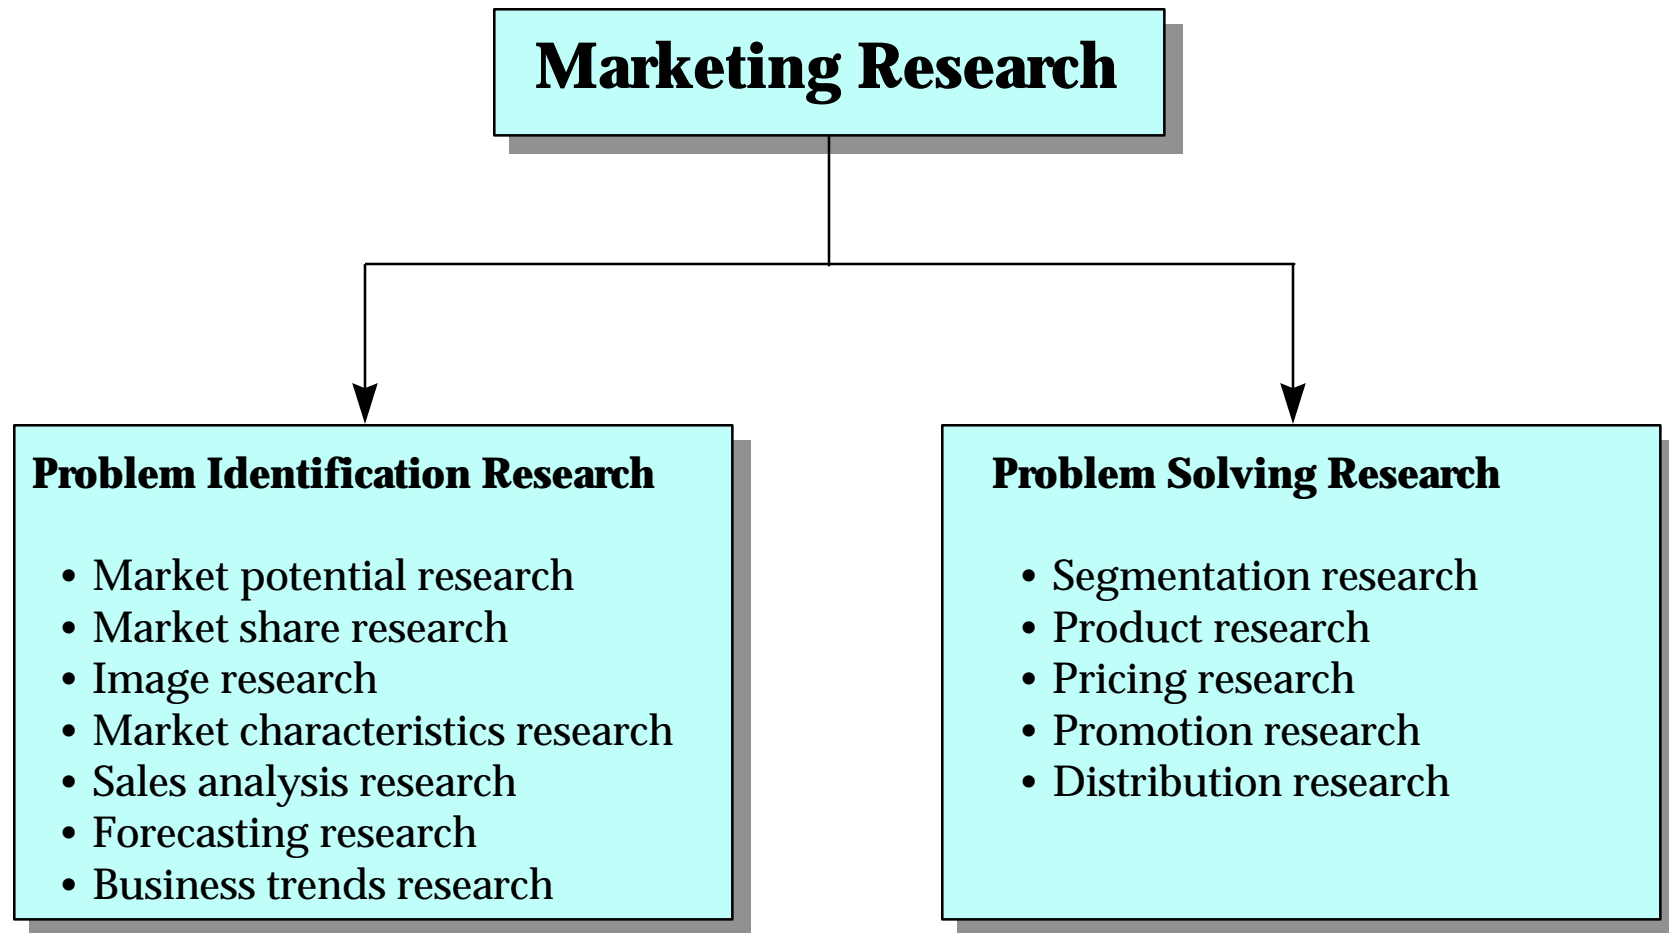 Marketing Research
Problem Identification Research
• Market potential research
• Market share research
• Image research
• Market characteristics research
• Sales analysis research
• Forecasting research
• Business trends research
Problem Solving Research
• Segmentation research
• Product research
• Pricing research
• Promotion research
• Distribution research